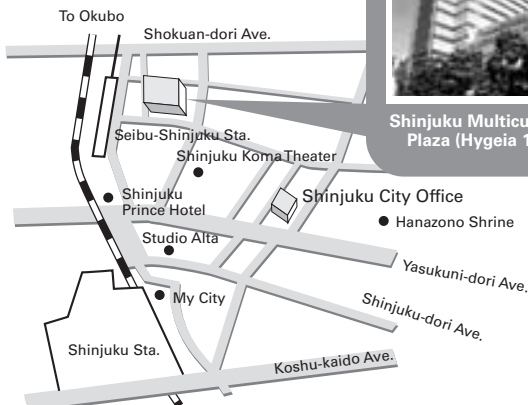 To Okubo
Shokuan-dori Ave.
Shinjuku Multicu
Plaza (Hygeia 1
Seibu-Shinjuku Sta.
Shinjuku Koma Theater
Shinjuku City Office
Shinjuku
Prince Hotel
Hanazono Shrine
Studio Alta
Yasukuni-dori Ave.
My City
Shinjuku-dori Ave.
Shinjuku Sta.
Koshu-kaido Ave.